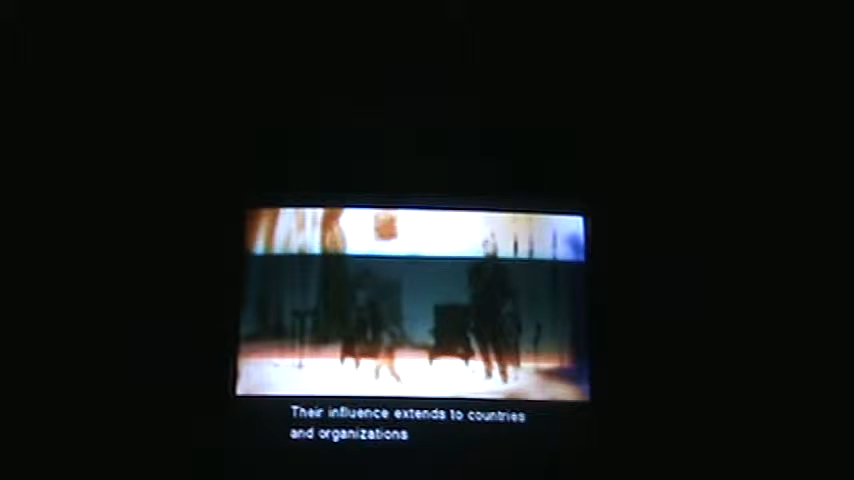 Their influence extends to countries
and organizations